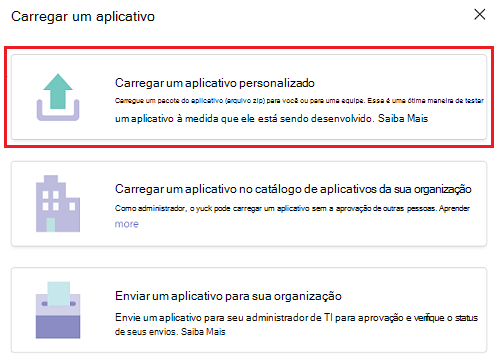 Carregar um aplicativo
Carregar um aplicativo personalizado
Carregue um pacote do aplicativo (arquivo zip) para você ou para uma equipe. Essa é uma ótima maneira de testar
um aplicativo à medida que ele está sendo desenvolvido. Saiba Mais
Carregar um aplicativo no catálogo de aplicativos da sua organização
Como administrador, o yuck pode carregar um aplicativo sem a aprovação de outras pessoas. Aprender
more
Enviar um aplicativo para sua organização
Envie um aplicativo para seu administrador de TI para aprovação e verifique o status
de seus envios. Saiba Mais